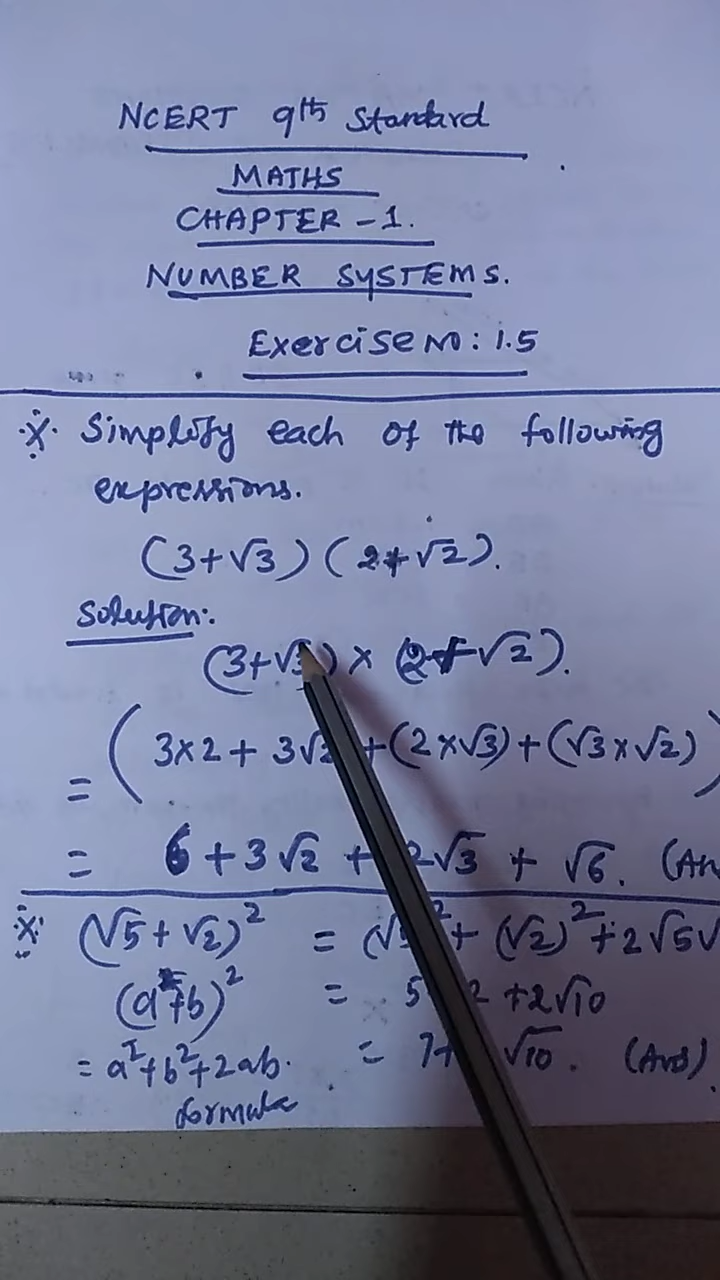 NCERT 9th Standard
MATHS
CHAPTER - 1.
NUMBER SYSTEMS.
Exercise No: 1.5
Simplify each of the following
expressions.
(3+√3)(2+√2).
Solution:
(3+√3) × (2+√2).
= (3×2 + 3√2 + (2×√3) + (√3×√2)
= 6 + 3√2 + 2√3 + √6. (An
(√5+√2)² = (√5)² + (√2)² + 2√5√
(a+b)² = 5 2 + 2√10
= a²+b²+2ab. = 7+ √10. (Ans)
formula